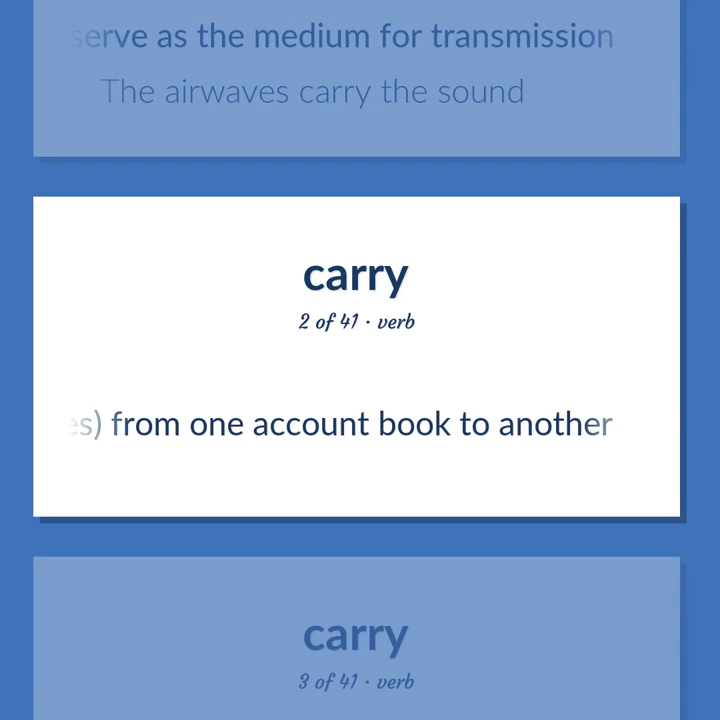 serve as the medium for transmission
The airwaves carry the sound
carry
2 of 41 · verb
es) from one account book to another
carry
3 of 41 · verb